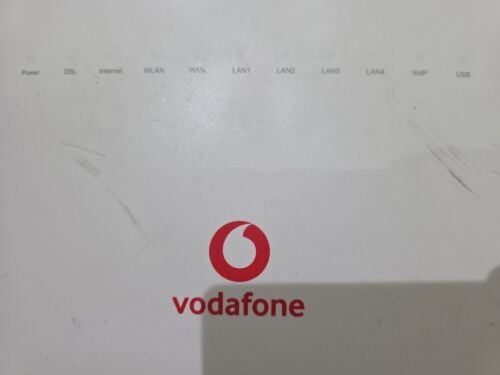 Power DSL Internet WLAN WAN LAN1 LAN2 LAN3 LAN4 VoIP USB
vodafone